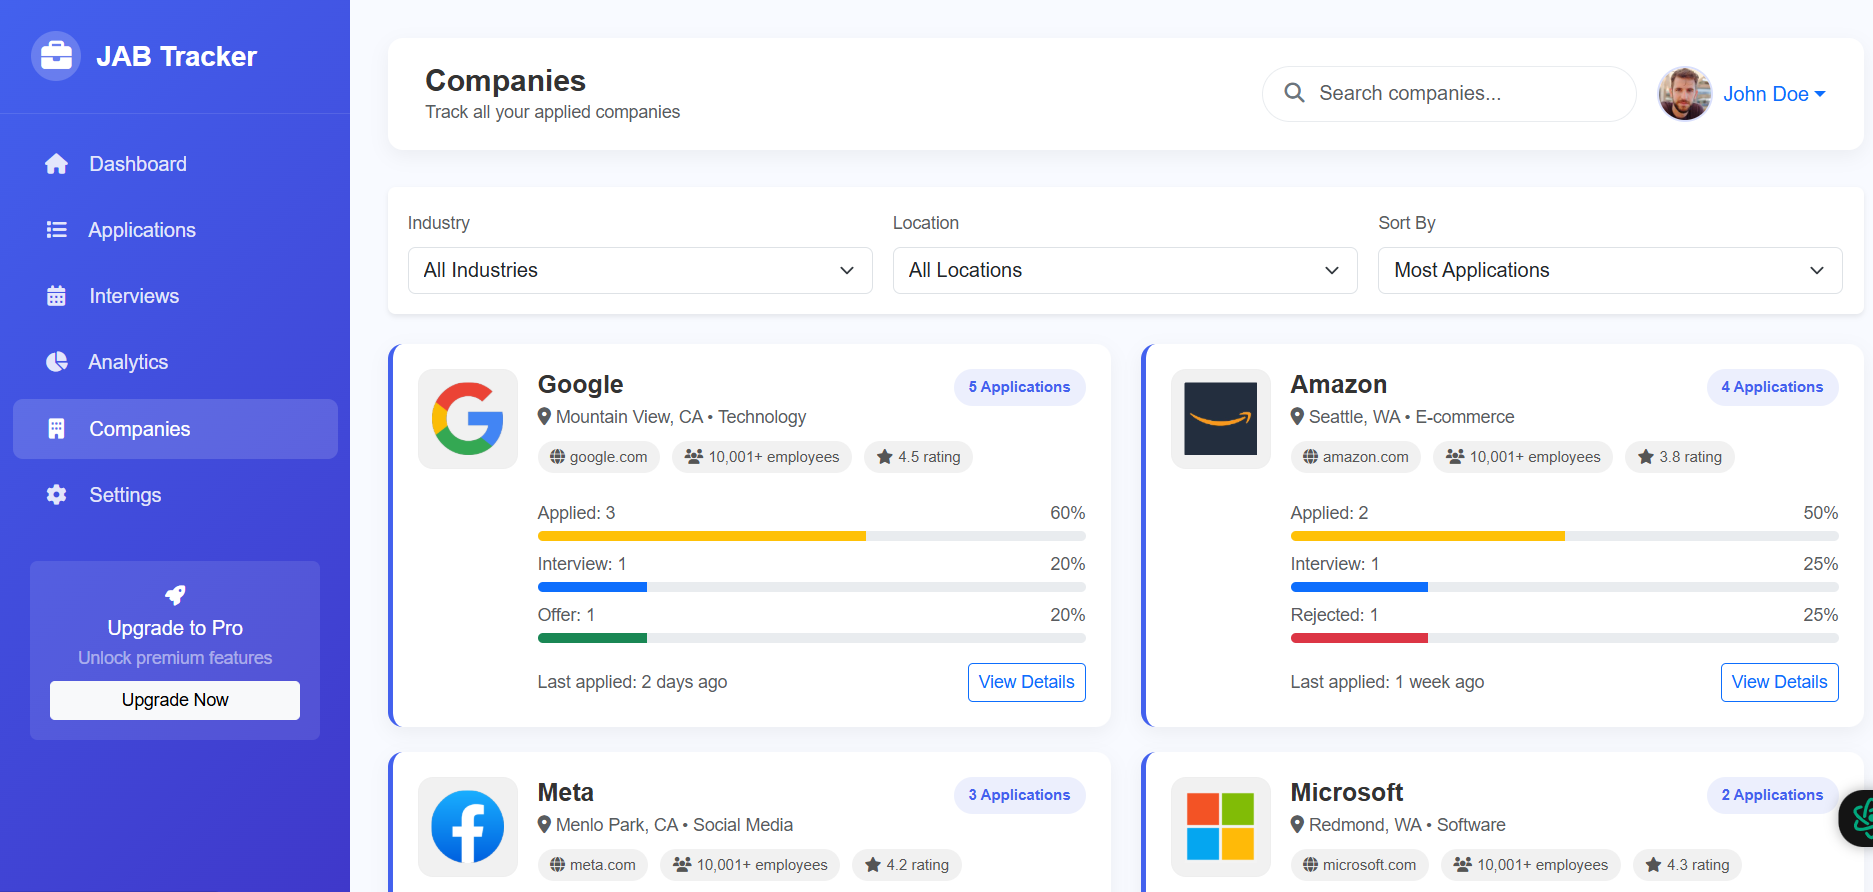 JAB Tracker
Dashboard
Applications
Interviews
Analytics
Companies
Settings
Upgrade to Pro
Unlock premium features
Upgrade Now
Companies
Track all your applied companies
Search companies...
John Doe
Industry
All Industries
Location
All Locations
Sort By
Most Applications
Google
5 Applications
Mountain View, CA • Technology
google.com
10,001+ employees
4.5 rating
Applied: 3
60%
Interview: 1
20%
Offer: 1
20%
Last applied: 2 days ago
View Details
Amazon
4 Applications
Seattle, WA • E-commerce
amazon.com
10,001+ employees
3.8 rating
Applied: 2
50%
Interview: 1
25%
Rejected: 1
25%
Last applied: 1 week ago
View Details
Meta
3 Applications
Menlo Park, CA • Social Media
meta.com
10,001+ employees
4.2 rating
Microsoft
2 Applications
Redmond, WA • Software
microsoft.com
10,001+ employees
4.3 rating